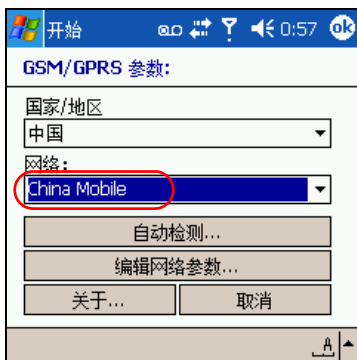 开始 0:57 ok
GSM/GPRS 参数:
国家/地区
中国
网络:
China Mobile
自动检测...
编辑网络参数...
关于... 取消
A